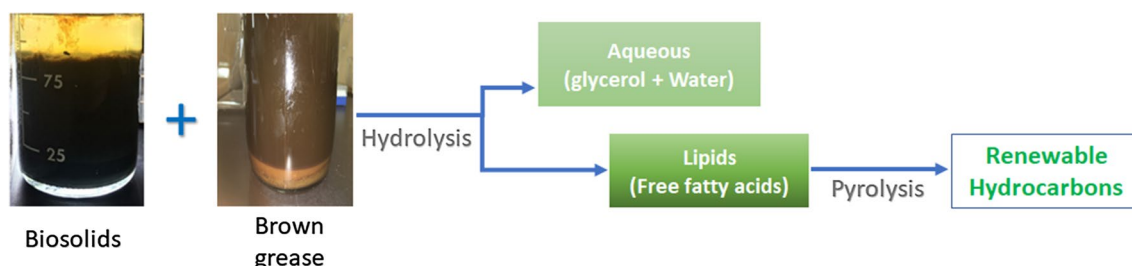 75
25
Biosolids
+
Brown
grease
Hydrolysis
Aqueous
(glycerol + Water)
Lipids
(Free fatty acids)
Pyrolysis
Renewable
Hydrocarbons